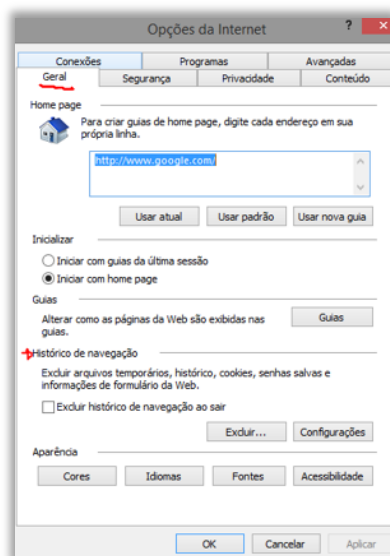 Opções da Internet ?
Conexões Programas Avançadas
Geral Segurança Privacidade Conteúdo
Home page
Para criar guias de home page, digite cada endereço em sua
própria linha.
http://www.google.com/
Usar atual Usar padrão Usar nova guia
Inicializar
Iniciar com guias da última sessão
Iniciar com home page
Guias
Alterar como as páginas da Web são exibidas nas
guias.
Guias
Histórico de navegação
Excluir arquivos temporários, histórico, cookies, senhas salvas e
informações de formulário da Web.
Excluir histórico de navegação ao sair
Excluir... Configurações
Aparência
Cores Idiomas Fontes Acessibilidade
OK Cancelar Aplicar